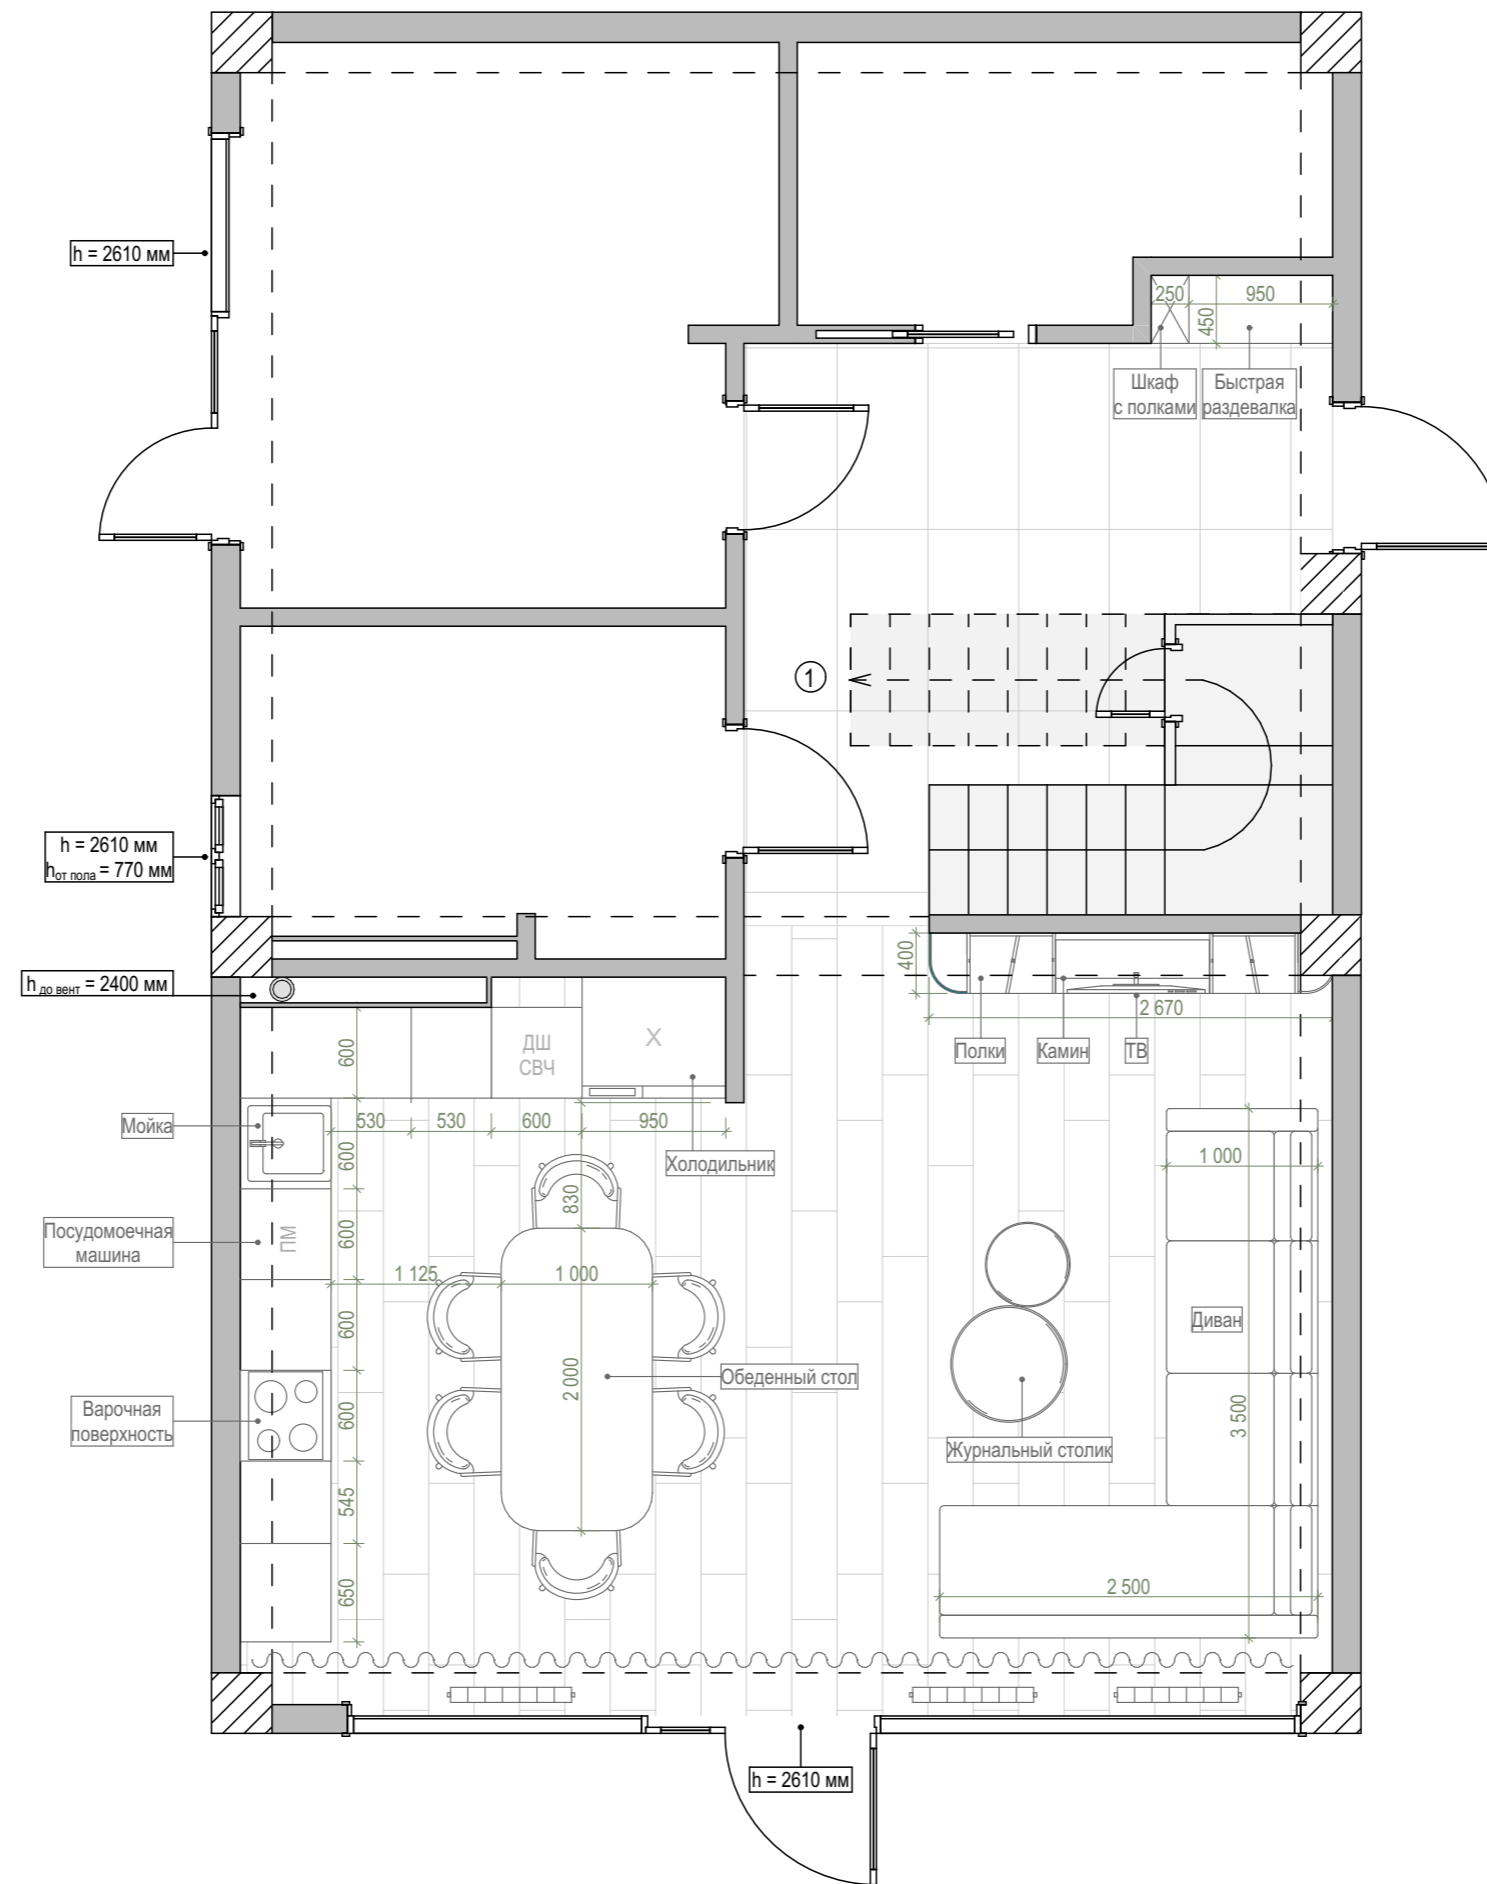 h = 2610 мм
250
950
450
Шкаф
с полками
Быстрая
раздевалка
1
h = 2610 мм
hот пола = 770 мм
h до вент = 2400 мм
400
2 670
Полки
Камин
ТВ
600
ДШ
СВЧ
Х
Мойка
530
530
600
950
Холодильник
600
830
1 000
Посудомоечная
машина
ПМ
600
1 125
1 000
600
Диван
2 000
Обеденный стол
Варочная
поверхность
600
3 500
Журнальный столик
545
650
2 500
h = 2610 мм